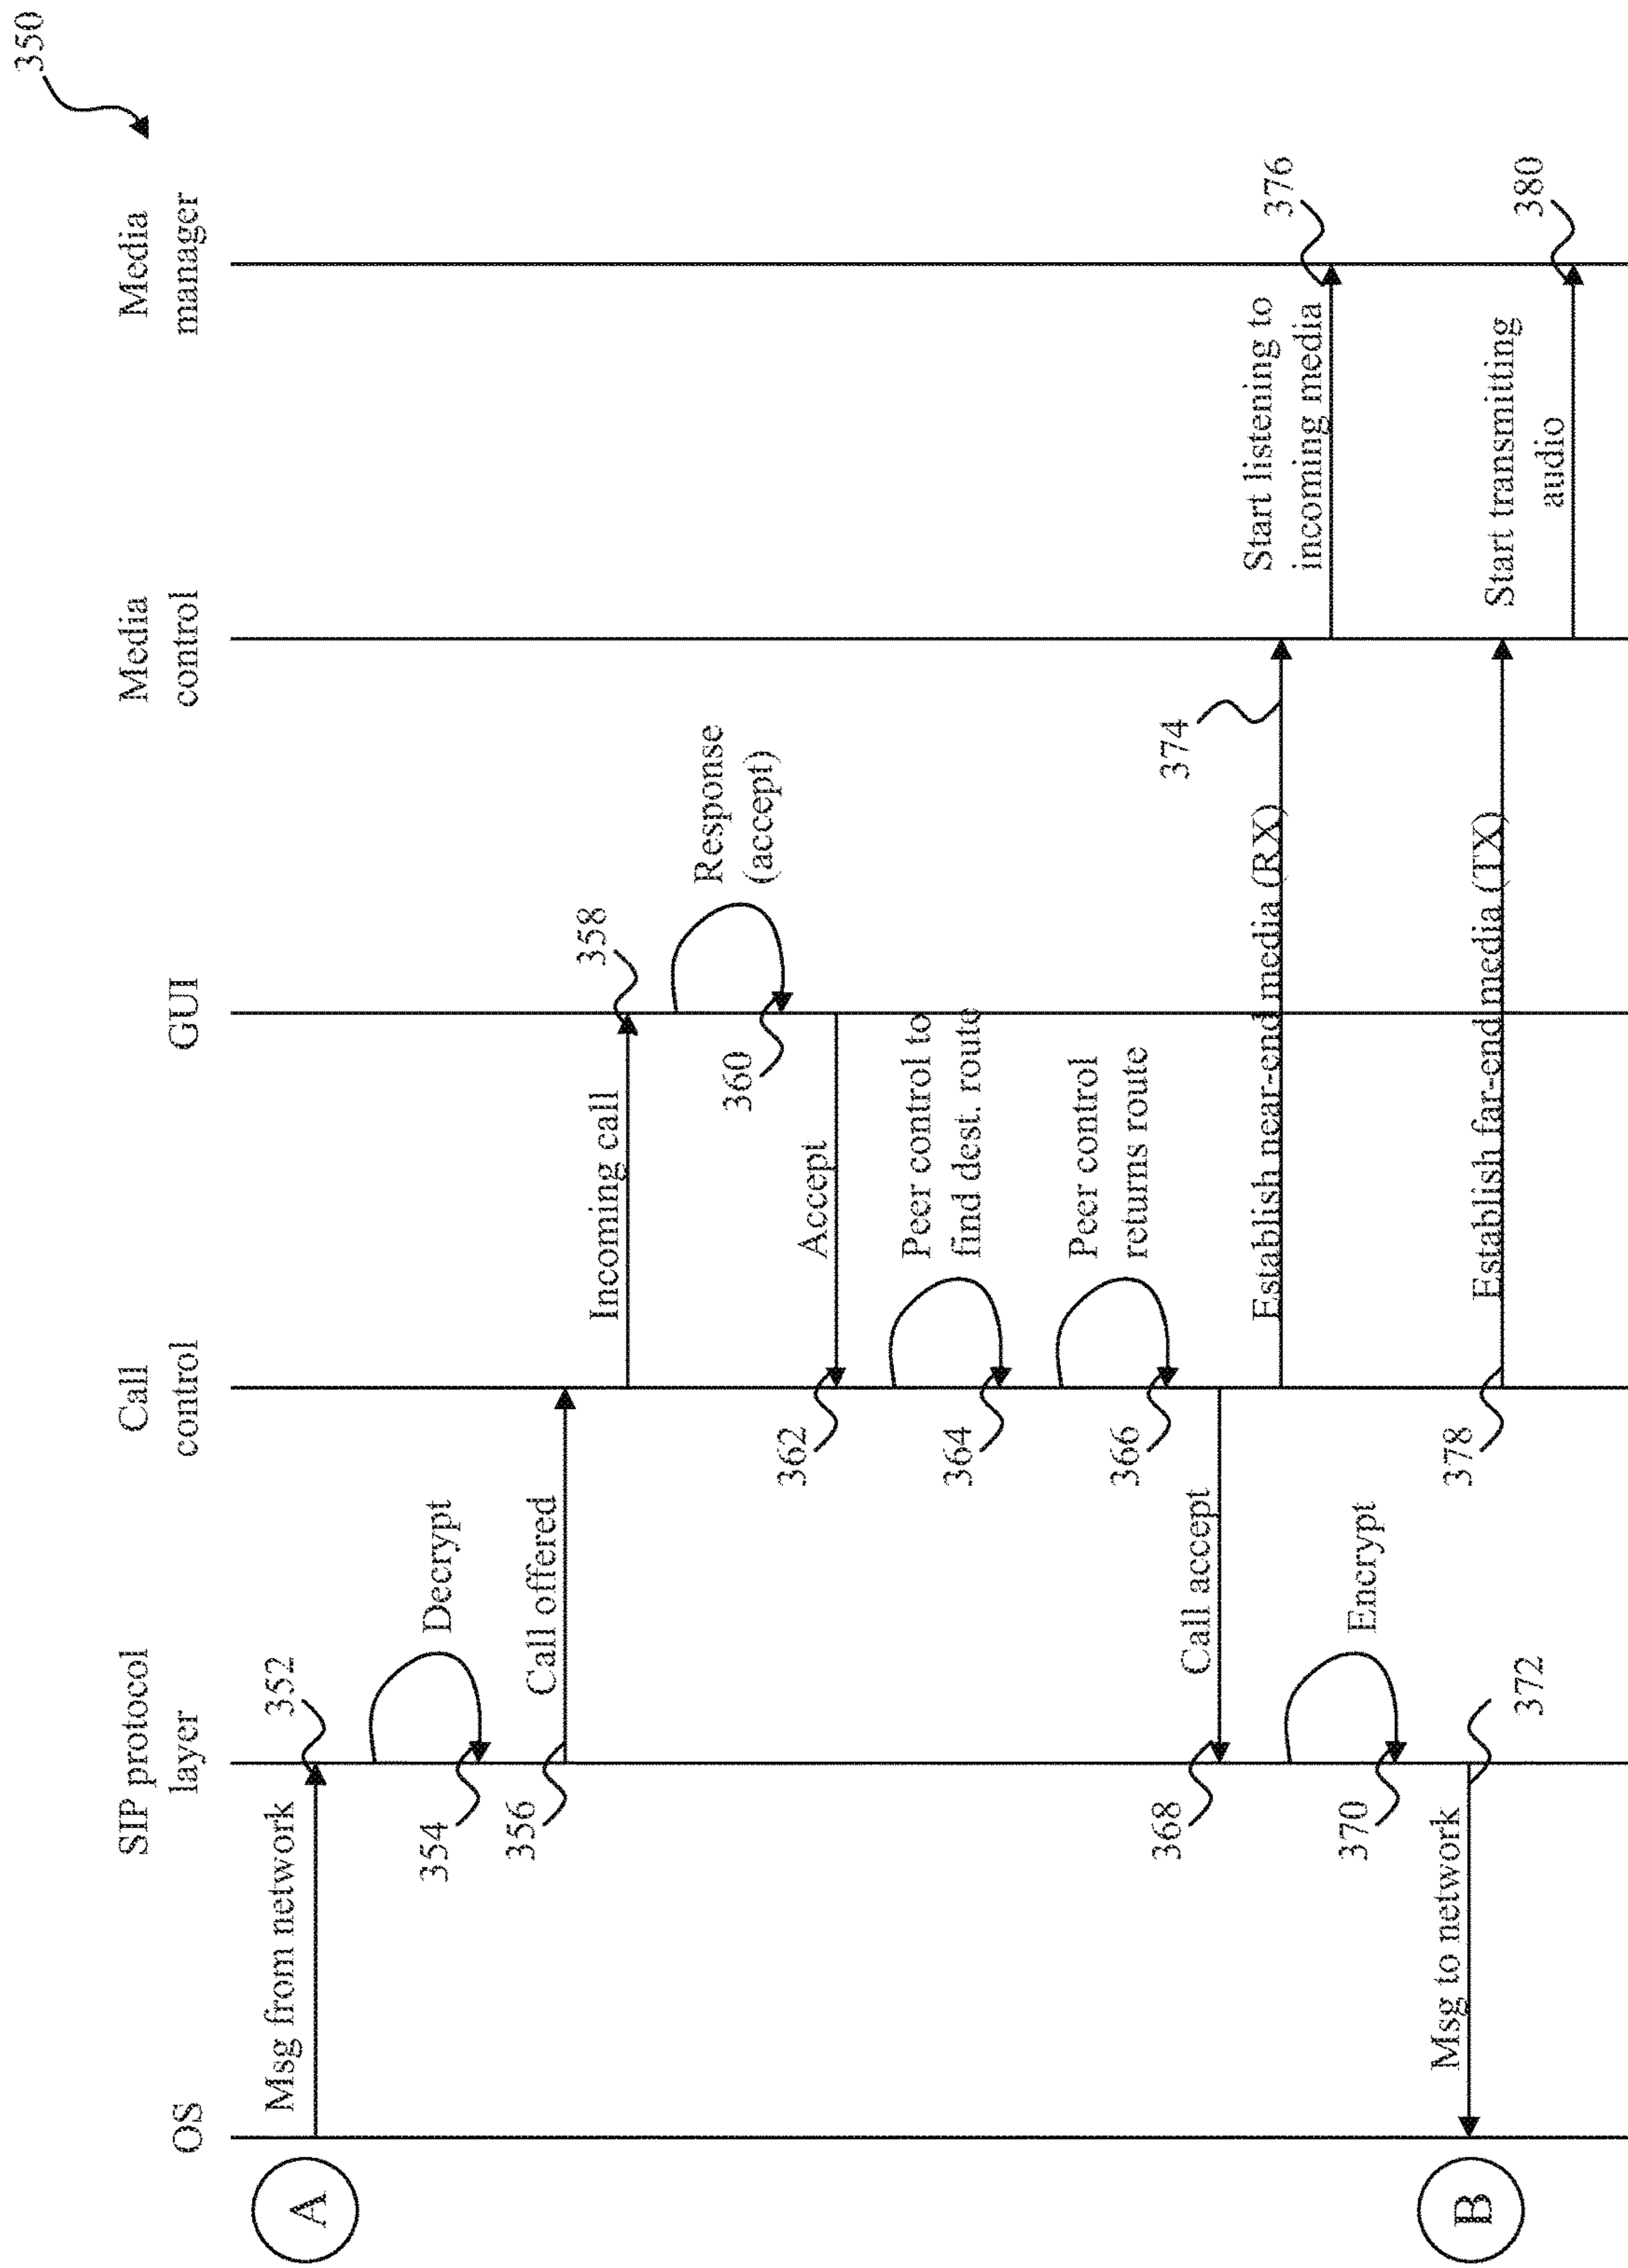 350
OS
SIP protocol
layer
Call
control
GUI
Media
control
Media
manager
A
Msg from network
352
Decrypt
354
Call offered
356
Incoming call
358
Response
(accept)
360
Accept
362
Peer control to
find dest. route
364
Peer control
returns route
366
Call accept
368
Establish near-end media (RX)
374
Start listening to
incoming media
376
Encrypt
370
B
Msg to network
372
Establish far-end media (TX)
378
Start transmitting
audio
380